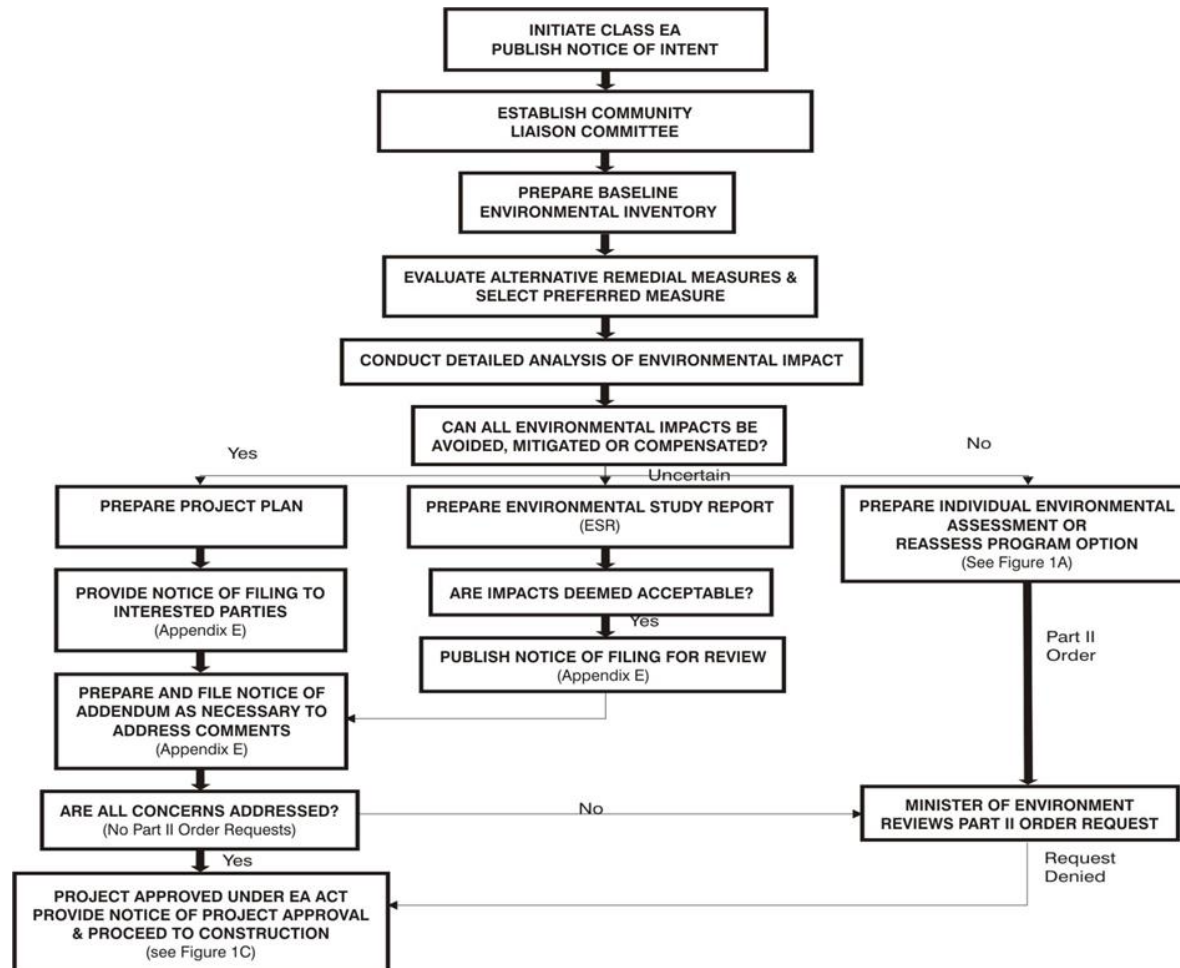 INITIATE CLASS EA
PUBLISH NOTICE OF INTENT
ESTABLISH COMMUNITY
LIAISON COMMITTEE
PREPARE BASELINE
ENVIRONMENTAL INVENTORY
EVALUATE ALTERNATIVE REMEDIAL MEASURES &
SELECT PREFERRED MEASURE
CONDUCT DETAILED ANALYSIS OF ENVIRONMENTAL IMPACT
CAN ALL ENVIRONMENTAL IMPACTS BE
AVOIDED, MITIGATED OR COMPENSATED?
Yes
Uncertain
No
PREPARE PROJECT PLAN
PREPARE ENVIRONMENTAL STUDY REPORT
(ESR)
PREPARE INDIVIDUAL ENVIRONMENTAL
ASSESSMENT OR
REASSESS PROGRAM OPTION
(See Figure 1A)
PROVIDE NOTICE OF FILING TO
INTERESTED PARTIES
(Appendix E)
ARE IMPACTS DEEMED ACCEPTABLE?
Yes
PUBLISH NOTICE OF FILING FOR REVIEW
(Appendix E)
Part II
Order
PREPARE AND FILE NOTICE OF
ADDENDUM AS NECESSARY TO
ADDRESS COMMENTS
(Appendix E)
ARE ALL CONCERNS ADDRESSED?
(No Part II Order Requests)
No
MINISTER OF ENVIRONMENT
REVIEWS PART II ORDER REQUEST
Yes
Request
Denied
PROJECT APPROVED UNDER EA ACT
PROVIDE NOTICE OF PROJECT APPROVAL
& PROCEED TO CONSTRUCTION
(see Figure 1C)